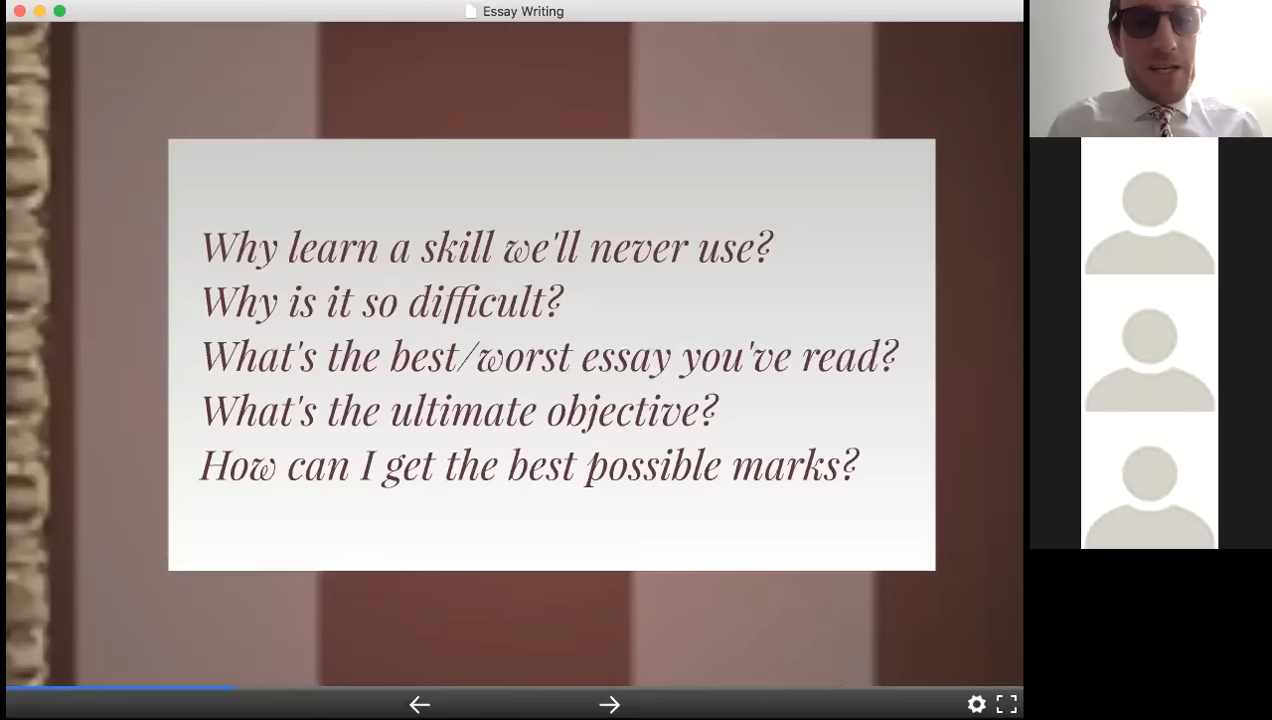 Essay Writing
Why learn a skill we'll never use?
Why is it so difficult?
What's the best/worst essay you've read?
What's the ultimate objective?
How can I get the best possible marks?